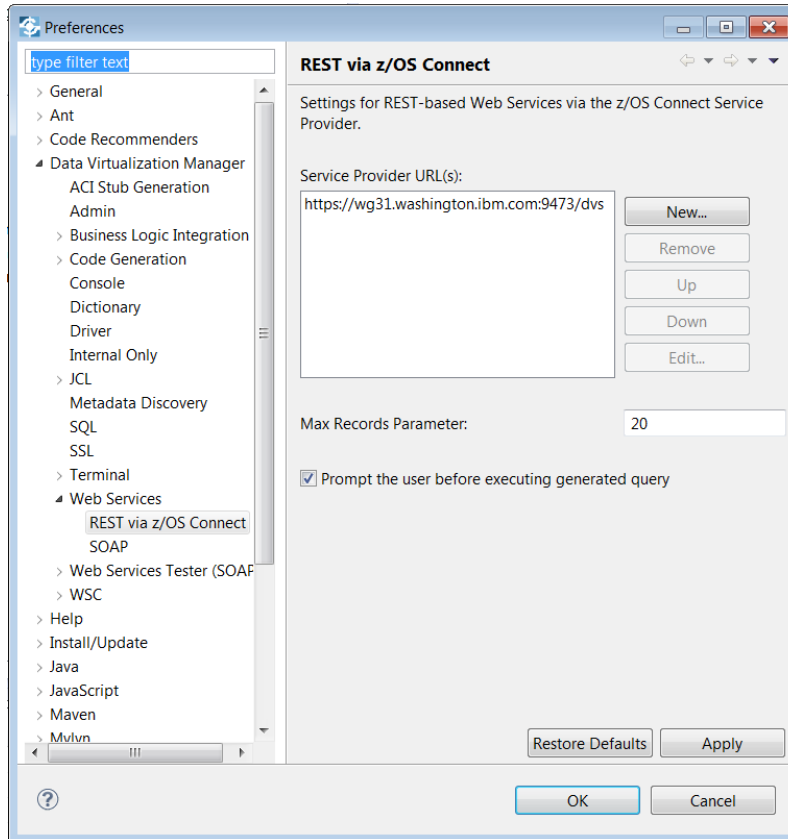 Preferences
type filter text
General
Ant
Code Recommenders
Data Virtualization Manager
ACI Stub Generation
Admin
Business Logic Integration
Code Generation
Console
Dictionary
Driver
Internal Only
JCL
Metadata Discovery
SQL
SSL
Terminal
Web Services
REST via z/OS Connect
SOAP
Web Services Tester (SOAP
WSC
Help
Install/Update
Java
JavaScript
Maven
Mylyn
REST via z/OS Connect
Settings for REST-based Web Services via the z/OS Connect Service
Provider.
Service Provider URL(s):
https://wg31.washington.ibm.com:9473/dvs
New...
Remove
Up
Down
Edit...
Max Records Parameter:
20
Prompt the user before executing generated query
Restore Defaults
Apply
OK
Cancel